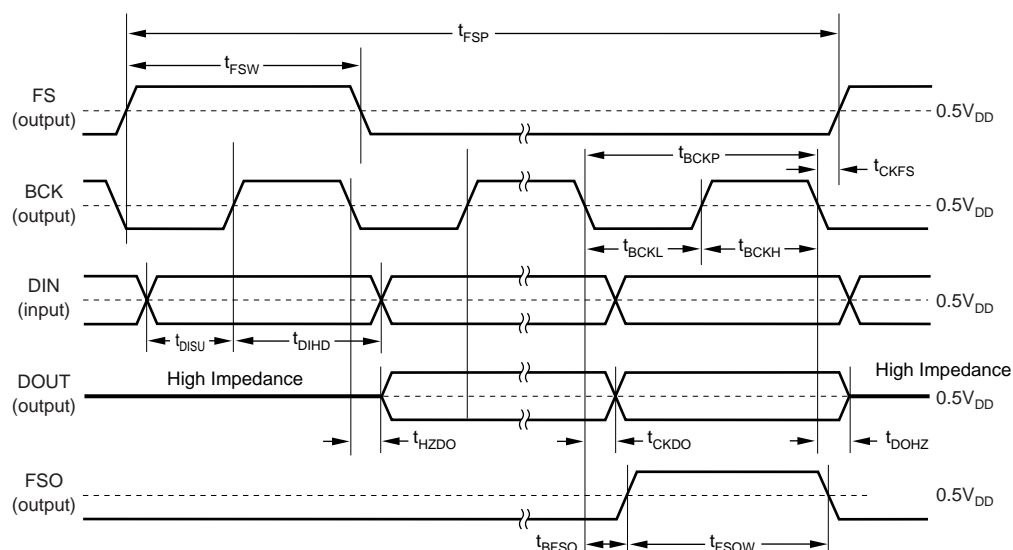 tFSP
tFSW
FS
(output)
0.5VDD
tBCKP
tCKFS
BCK
(output)
0.5VDD
tBCKL
tBCKH
DIN
(input)
0.5VDD
tDISU
tDIHD
DOUT
(output)
High Impedance
High Impedance
0.5VDD
tHZDO
tCKDO
tDOHZ
FSO
(output)
0.5VDD
tBFSO
tFSOW